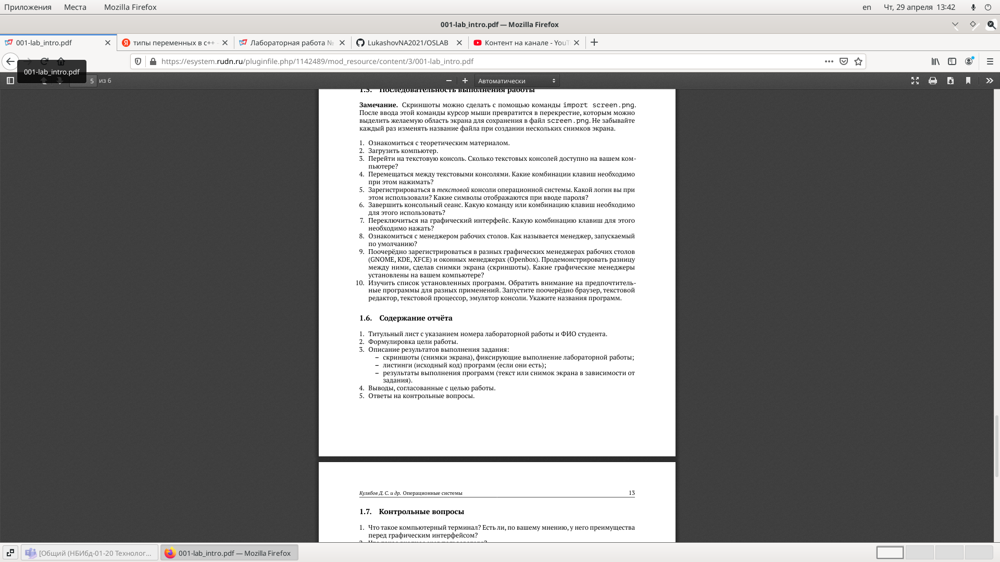 Приложения Места Mozilla Firefox en Чт, 29 апреля 13:42
001-lab_intro.pdf — Mozilla Firefox
001-lab_intro.pdf типы переменных в c++ - Лабораторная работа № LukashovNA2021/OSLAB Контент на канале - YouT
https://esystem.rudn.ru/pluginfile.php/1142489/mod_resource/content/3/001-lab_intro.pdf
001-lab_intro.pdf
5 из 6 Автоматически
1.5. Последовательность выполнения работы
Замечание. Скриншоты можно сделать с помощью команды import screen.png.
После ввода этой команды курсор мыши превратится в перекрестие, которым можно
выделить желаемую область экрана для сохранения в файл screen.png. Не забывайте
каждый раз изменять название файла при создании нескольких снимков экрана.
1. Ознакомиться с теоретическим материалом.
2. Загрузить компьютер.
3. Перейти на текстовую консоль. Сколько текстовых консолей доступно на вашем ком-
пьютере?
4. Перемещаться между текстовыми консолями. Какие комбинации клавиш необходимо
при этом нажимать?
5. Зарегистрироваться в текстовой консоли операционной системы. Какой логин вы при
этом использовали? Какие символы отображаются при вводе пароля?
6. Завершить консольный сеанс. Какую команду или комбинацию клавиш необходимо
для этого использовать?
7. Переключиться на графический интерфейс. Какую комбинацию клавиш для этого
необходимо нажать?
8. Ознакомиться с менеджером рабочих столов. Как называется менеджер, запускаемый
по умолчанию?
9. Поочерёдно зарегистрироваться в разных графических менеджерах рабочих столов
(GNOME, KDE, XFCE) и оконных менеджерах (Openbox). Продемонстрировать разницу
между ними, сделав снимки экрана (скриншоты). Какие графические менеджеры
установлены на вашем компьютере?
10. Изучить список установленных программ. Обратить внимание на предпочтитель-
ные программы для разных применений. Запустите поочерёдно браузер, текстовой
редактор, текстовой процессор, эмулятор консоли. Укажите названия программ.
1.6. Содержание отчёта
1. Титульный лист с указанием номера лабораторной работы и ФИО студента.
2. Формулировка цели работы.
3. Описание результатов выполнения задания:
– скриншоты (снимки экрана), фиксирующие выполнение лабораторной работы;
– листинги (исходный код) программ (если они есть);
– результаты выполнения программ (текст или снимок экрана в зависимости от
задания).
4. Выводы, согласованные с целью работы.
5. Ответы на контрольные вопросы.
Кулябов Д. С. и др. Операционные системы 13
1.7. Контрольные вопросы
1. Что такое компьютерный терминал? Есть ли, по вашему мнению, у него преимущества
перед графическим интерфейсом?
[Общий (НБИбд-01-20 Технолог... 001-lab_intro.pdf — Mozilla Firefox